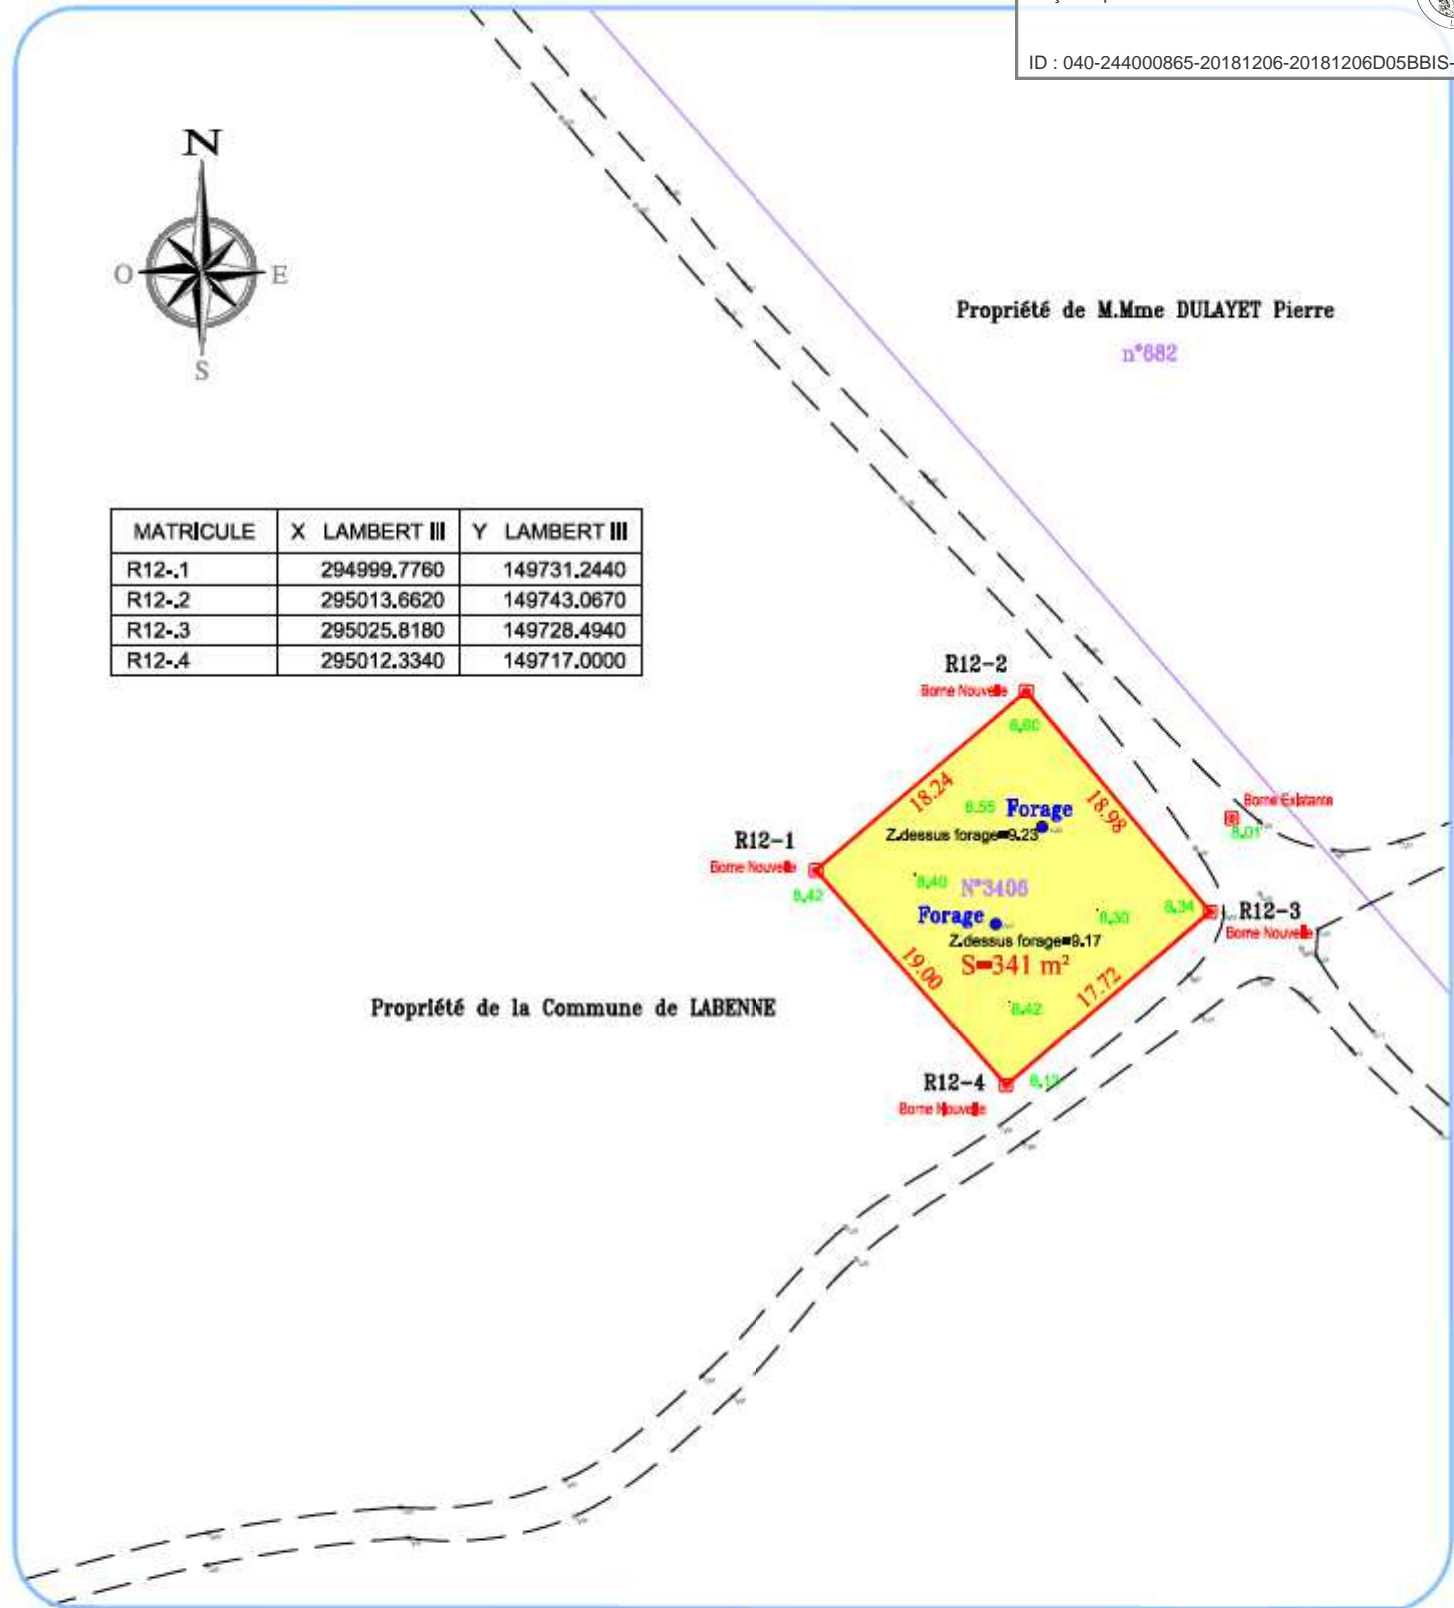 ID : 040-244000865-20181206-20181206D05BBIS-
N
O
E
S
Propriété de M.Mme DULAYET Pierre
n°682
MATRICULE X LAMBERT III Y LAMBERT III
R12-.1 294999.7760 149731.2440
R12-.2 295013.6620 149743.0670
R12-.3 295025.8180 149728.4940
R12-.4 295012.3340 149717.0000
R12-2
Borne Nouvelle
8.60
18.24
18.98
8.55
Forage
Z.dessus forage=9.23
Borne Existante
8.01
R12-1
Borne Nouvelle
8.42
8.40
N°3406
Forage
8.30
8.34
R12-3
Borne Nouvelle
Z.dessus forage=9.17
S=341 m²
19.00
17.72
8.42
Propriété de la Commune de LABENNE
R12-4
Borne Nouvelle